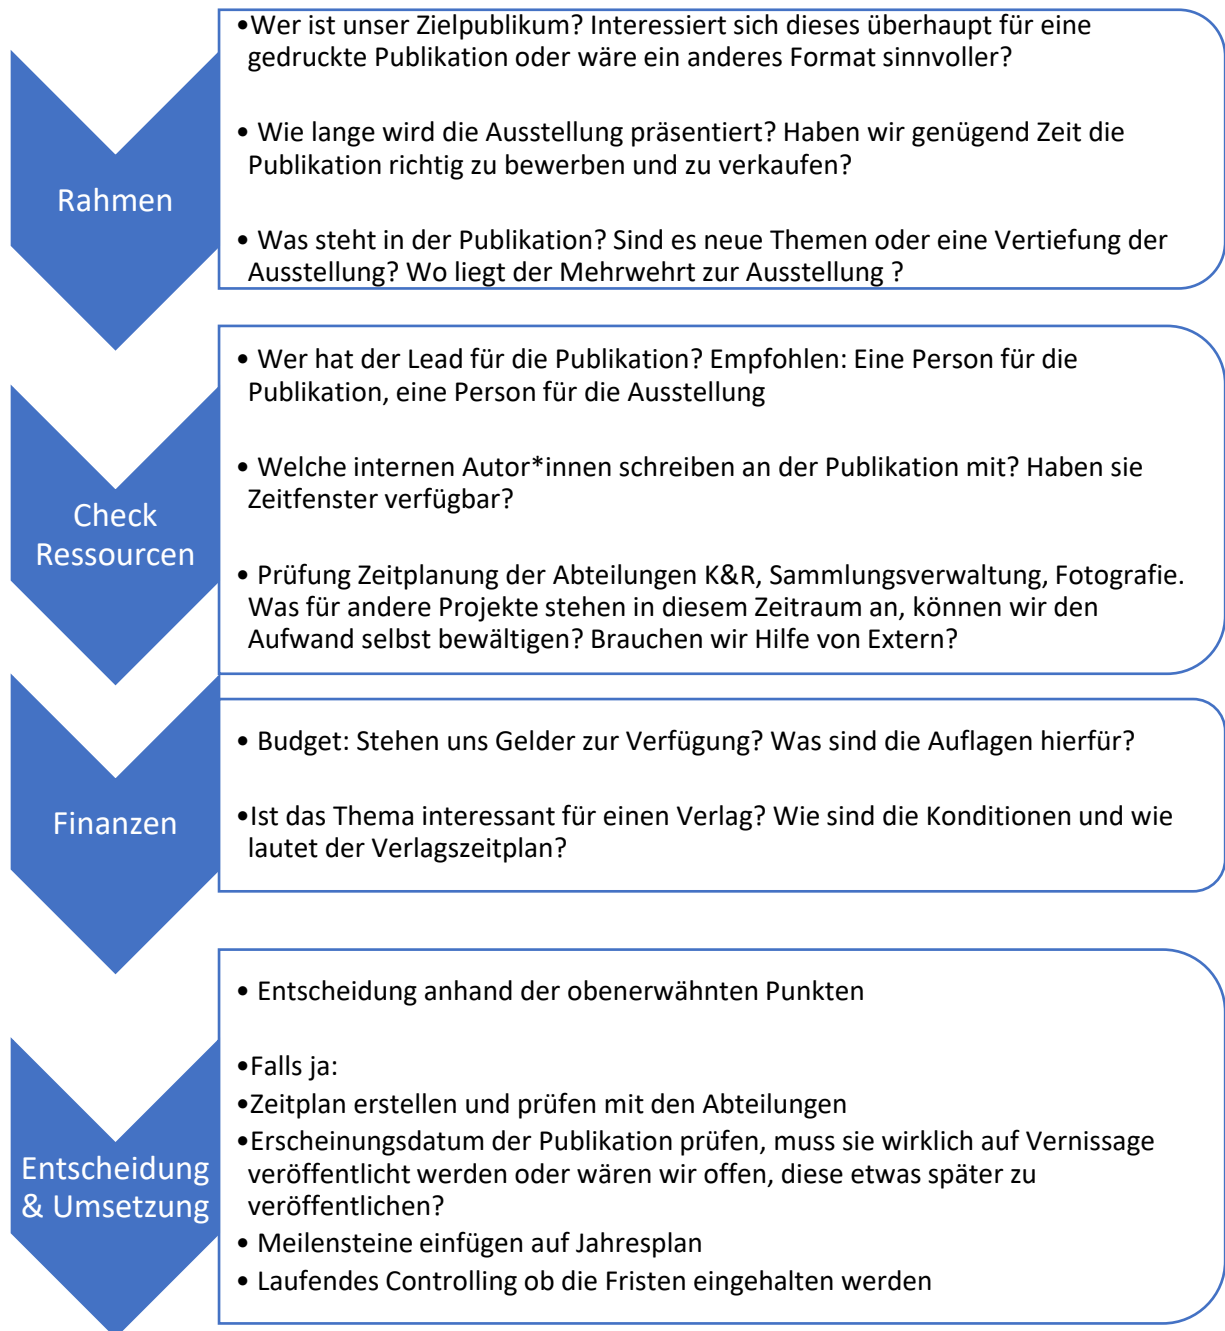 Rahmen
•Wer ist unser Zielpublikum? Interessiert sich dieses überhaupt für eine
gedruckte Publikation oder wäre ein anderes Format sinnvoller?
• Wie lange wird die Ausstellung präsentiert? Haben wir genügend Zeit die
Publikation richtig zu bewerben und zu verkaufen?
• Was steht in der Publikation? Sind es neue Themen oder eine Vertiefung der
Ausstellung? Wo liegt der Mehrwehrt zur Ausstellung ?
Check
Ressourcen
• Wer hat der Lead für die Publikation? Empfohlen: Eine Person für die
Publikation, eine Person für die Ausstellung
• Welche internen Autor*innen schreiben an der Publikation mit? Haben sie
Zeitfenster verfügbar?
• Prüfung Zeitplanung der Abteilungen K&R, Sammlungsverwaltung, Fotografie.
Was für andere Projekte stehen in diesem Zeitraum an, können wir den
Aufwand selbst bewältigen? Brauchen wir Hilfe von Extern?
Finanzen
• Budget: Stehen uns Gelder zur Verfügung? Was sind die Auflagen hierfür?
•Ist das Thema interessant für einen Verlag? Wie sind die Konditionen und wie
lautet der Verlagszeitplan?
Entscheidung
& Umsetzung
• Entscheidung anhand der obenerwähnten Punkten
•Falls ja:
•Zeitplan erstellen und prüfen mit den Abteilungen
•Erscheinungsdatum der Publikation prüfen, muss sie wirklich auf Vernissage
veröffentlicht werden oder wären wir offen, diese etwas später zu
veröffentlichen?
• Meilensteine einfügen auf Jahresplan
• Laufendes Controlling ob die Fristen eingehalten werden